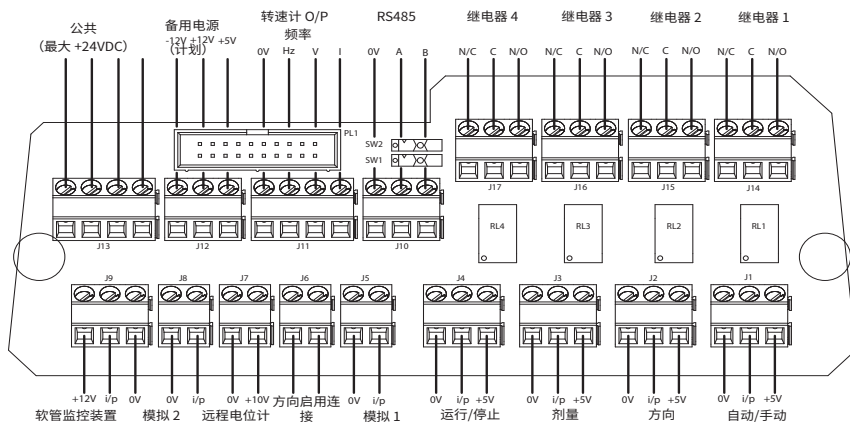 公共
（最大 +24VDC）
备用电源
（计划）
-12V +12V +5V
转速计 O/P
频率
0V Hz V I
RS485
0V A B
继电器 4
N/C C N/O
继电器 3
N/C C N/O
继电器 2
N/C C N/O
继电器 1
N/C C N/O
PL1
SW2
SW1
J17
J16
J15
J14
J13
J12
J11
J10
RL4
RL3
RL2
RL1
J9
J8
J7
J6
J5
J4
J3
J2
J1
+12V i/p 0V
软管监控装置
0V i/p
模拟 2
0V +10V
远程电位计
方向启用连
接
0V i/p
模拟 1
0V i/p +5V
运行/停止
0V i/p +5V
剂量
0V i/p +5V
方向
0V i/p +5V
自动/手动